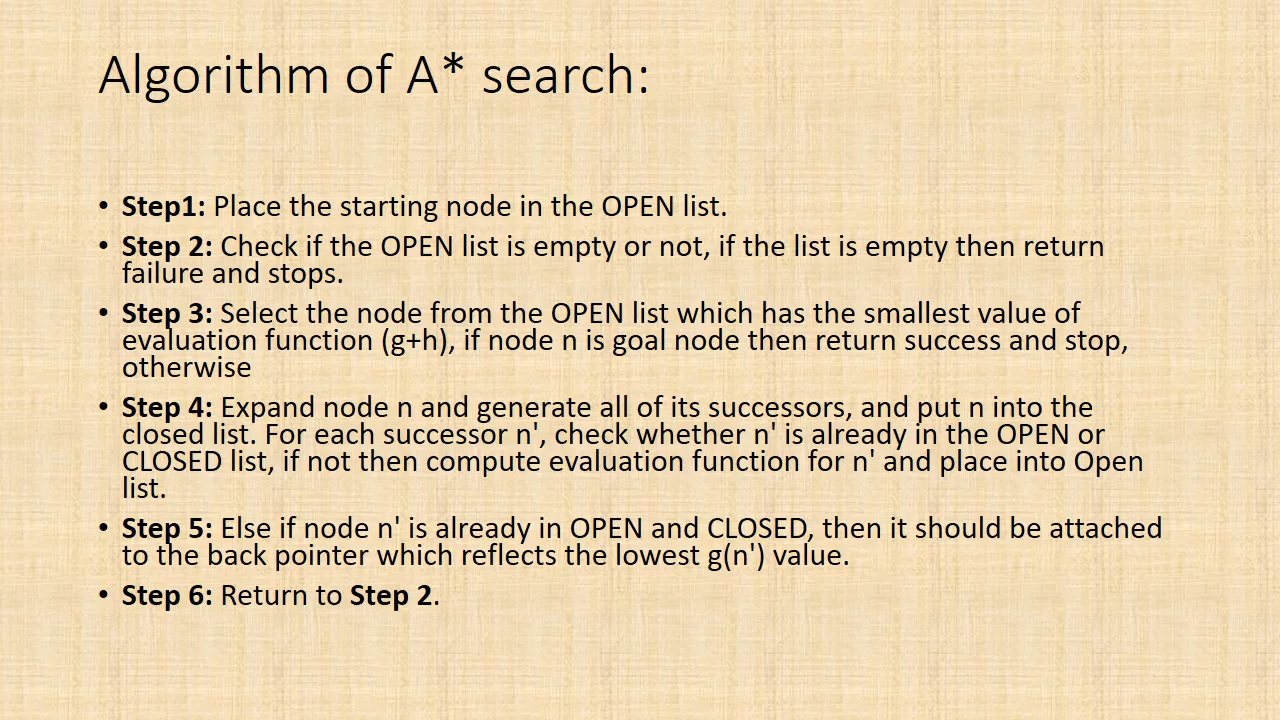 Algorithm of A* search:
• Step1: Place the starting node in the OPEN list.
• Step 2: Check if the OPEN list is empty or not, if the list is empty then return
failure and stops.
• Step 3: Select the node from the OPEN list which has the smallest value of
evaluation function (g+h), if node n is goal node then return success and stop,
otherwise
• Step 4: Expand node n and generate all of its successors, and put n into the
closed list. For each successor n', check whether n' is already in the OPEN or
CLOSED list, if not then compute evaluation function for n' and place into Open
list.
• Step 5: Else if node n' is already in OPEN and CLOSED, then it should be attached
to the back pointer which reflects the lowest g(n') value.
• Step 6: Return to Step 2.